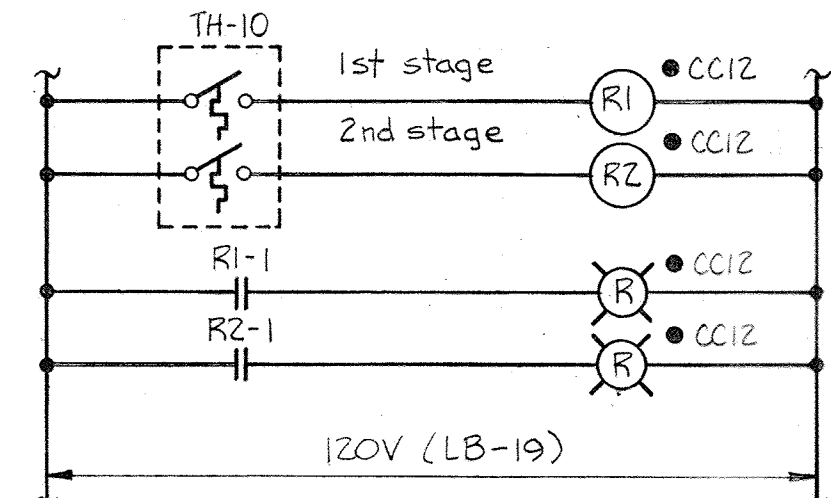 TH-10
1st stage
R1
CC12
2nd stage
R2
CC12
R1-1
R
CC12
R2-1
R
CC12
120V (LB-19)